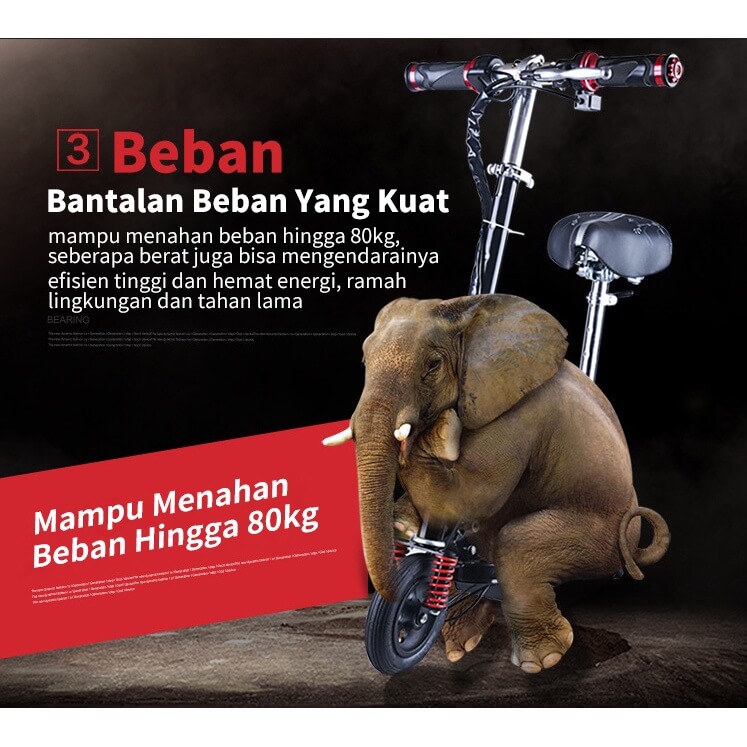 3 Beban
Bantalan Beban Yang Kuat
mampu menahan beban hingga 80kg,
seberapa berat juga bisa mengendarainya
efisien tinggi dan hemat energi, ramah
lingkungan dan tahan lama
BEARING
Mampu Menahan
Beban Hingga 80kg